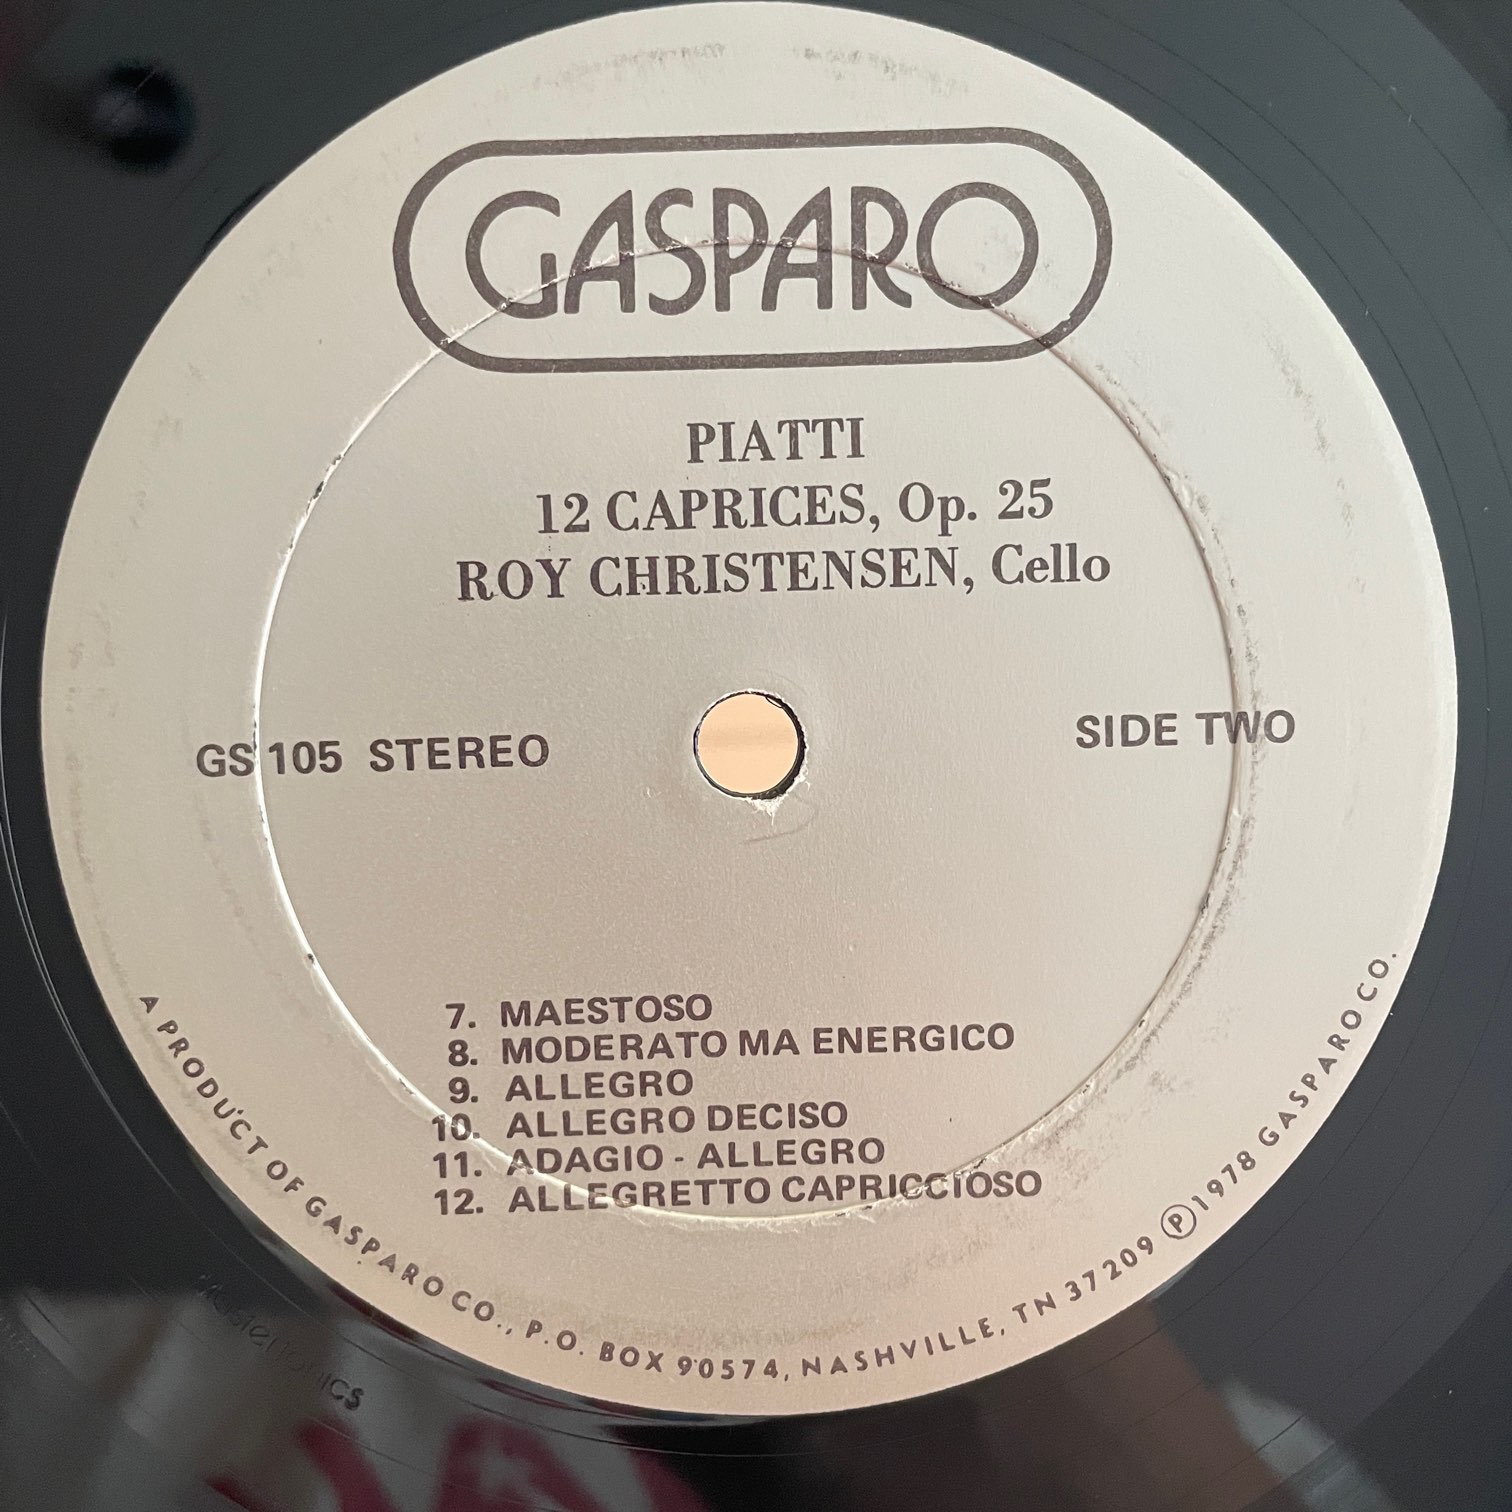 GASPARO
PIATTI
12 CAPRICES, Op. 25
ROY CHRISTENSEN, Cello
GS 105 STEREO
SIDE TWO
7. MAESTOSO
8. MODERATO MA ENERGICO
9. ALLEGRO
10. ALLEGRO DECISO
11. ADAGIO - ALLEGRO
12. ALLEGRETTO CAPRICCIOSO
A PRODUCT OF GASPARO CO., P.O. BOX 90574, NASHVILLE, TN 37209 Ⓟ 1978 GASPARO CO.